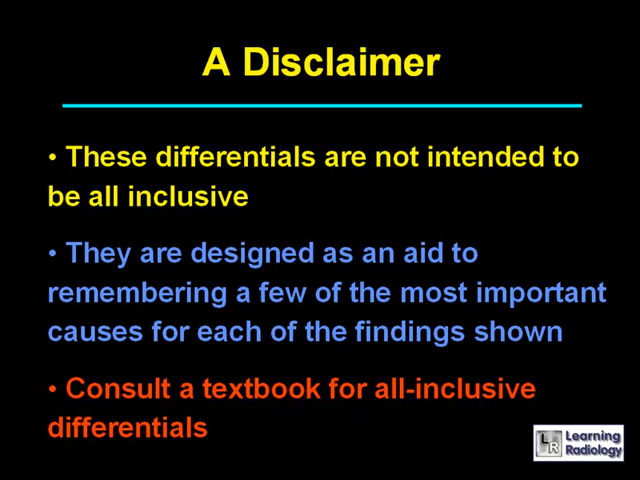 A Disclaimer
• These differentials are not intended to
be all inclusive
• They are designed as an aid to
remembering a few of the most important
causes for each of the findings shown
• Consult a textbook for all-inclusive
differentials
LR Learning
Radiology